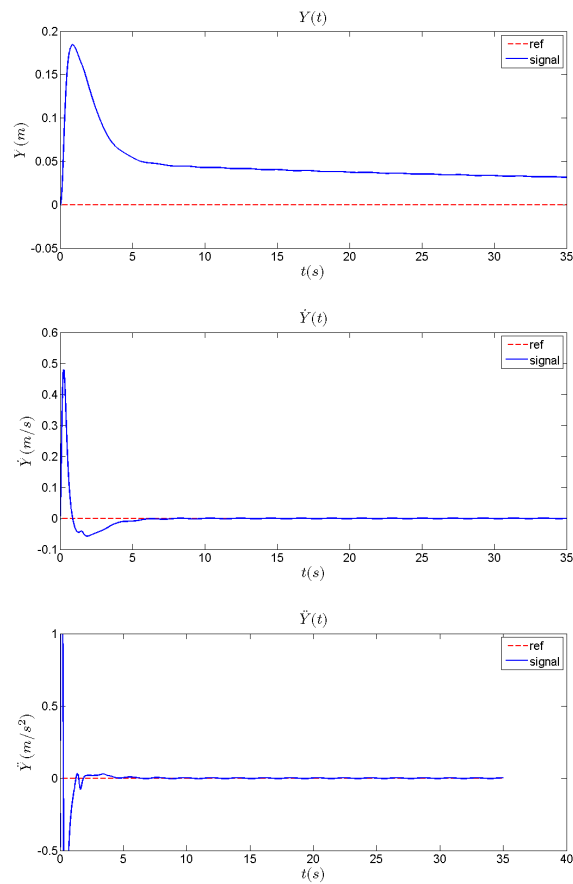 Y(t)
0.2
0.15
0.1
0.05
0
-0.05
Y (m)
ref
signal
0 5 10 15 20 25 30 35
t(s)
Ẏ(t)
0.6
0.5
0.4
0.3
0.2
0.1
0
-0.1
Ẏ (m/s)
ref
signal
0 5 10 15 20 25 30 35
t(s)
Ÿ(t)
1
0.5
0
-0.5
Ÿ (m/s²)
ref
signal
0 5 10 15 20 25 30 35 40
t(s)